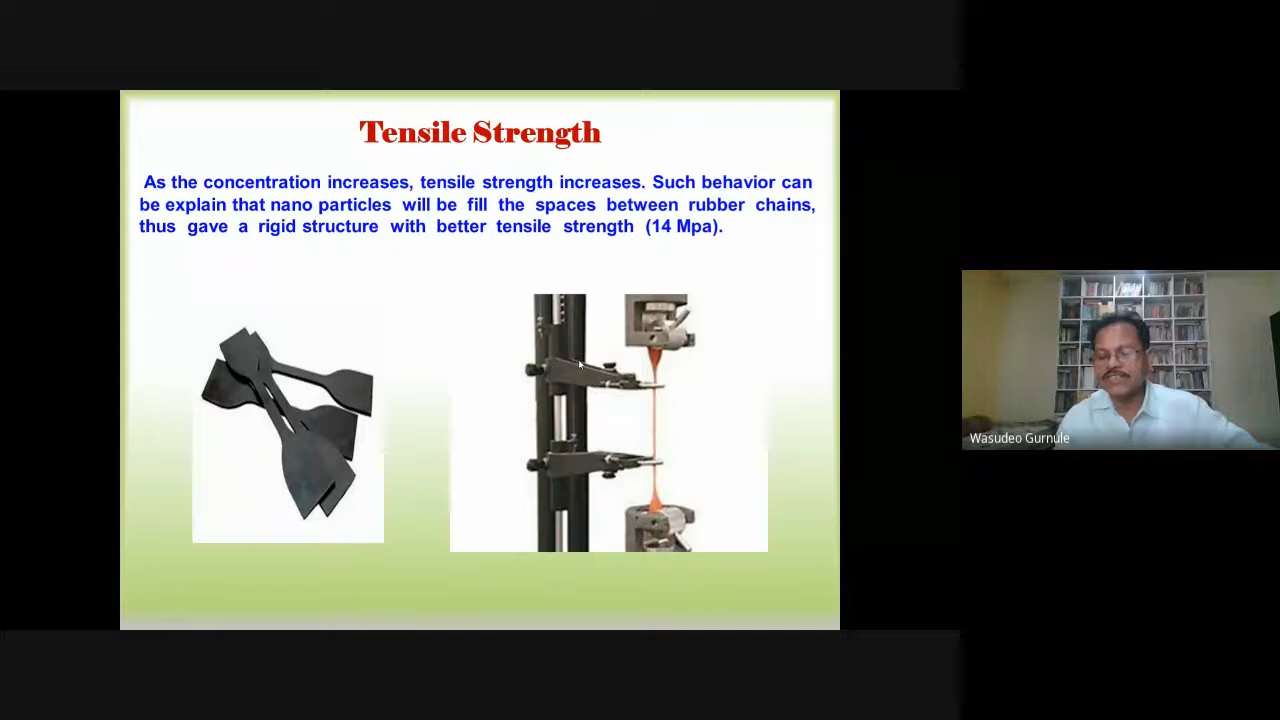 Tensile Strength
As the concentration increases, tensile strength increases. Such behavior can
be explain that nano particles will be fill the spaces between rubber chains,
thus gave a rigid structure with better tensile strength (14 Mpa).
Wasudeo Gurnule